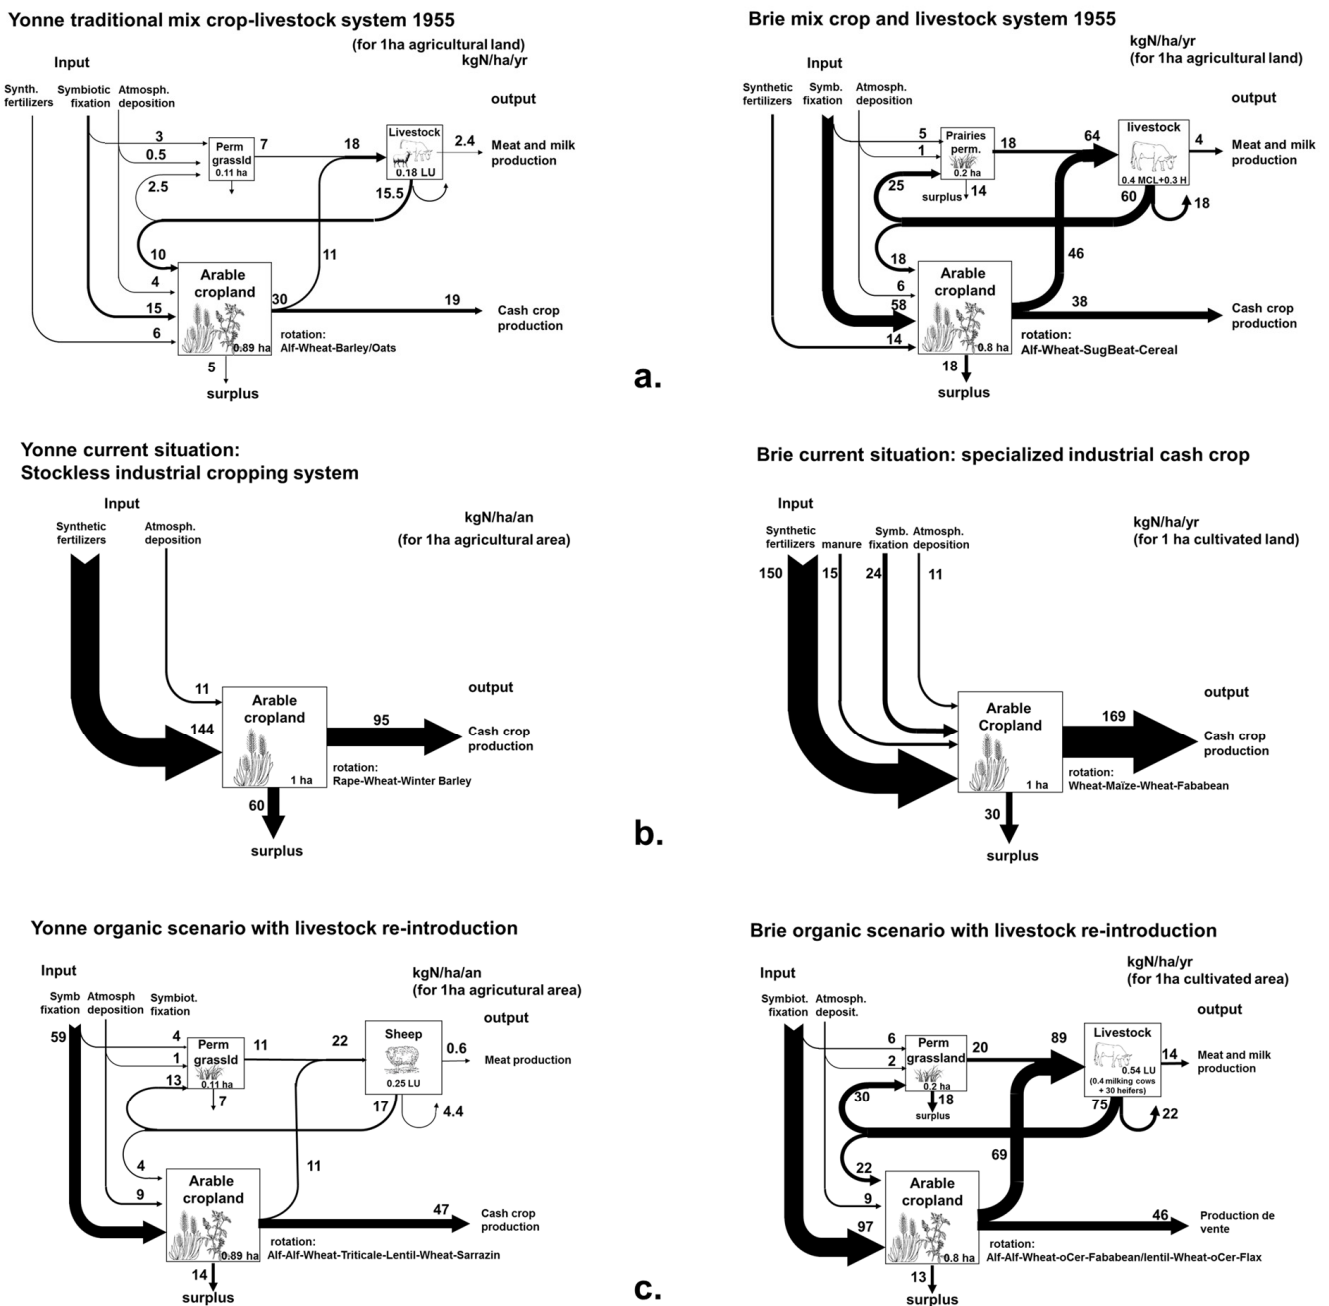 Yonne traditional mix crop-livestock system 1955
(for 1ha agricultural land)
kgN/ha/yr
Input
Synth.
fertilizers
Symbiotic
fixation
Atmosph.
deposition
output
3
0.5
2.5
Perm
grassld
0.11 ha
7
18
Livestock
0.18 LU
2.4
Meat and milk
production
15.5
10
4
15
6
Arable
cropland
0.89 ha
30
11
19
Cash crop
production
rotation:
Alf-Wheat-Barley/Oats
5
surplus
Brie mix crop and livestock system 1955
kgN/ha/yr
(for 1ha agricultural land)
Input
Synthetic
fertilizers
Symb.
fixation
Atmosph.
deposition
output
5
1
25
Prairies
perm.
0.2 ha
18
surplus
14
64
livestock
0.4 MCL+0.3 H
4
Meat and milk
production
60
18
18
6
58
14
Arable
cropland
0.8 ha
46
38
Cash crop
production
rotation:
Alf-Wheat-SugBeat-Cereal
18
surplus
a.
Yonne current situation:
Stockless industrial cropping system
Input
kgN/ha/an
(for 1ha agricultural area)
Synthetic
fertilizers
Atmosph.
deposition
11
144
Arable
cropland
1 ha
95
output
Cash crop
production
rotation:
Rape-Wheat-Winter Barley
60
surplus
Brie current situation: specialized industrial cash crop
Input
kgN/ha/yr
(for 1 ha cultivated land)
Synthetic
fertilizers
manure
Symb.
fixation
Atmosph.
deposition
150
15
24
11
Arable
Cropland
1 ha
169
output
Cash crop
production
rotation:
Wheat-Maïze-Wheat-Fababean
30
surplus
b.
Yonne organic scenario with livestock re-introduction
Input
kgN/ha/an
(for 1ha agricutural area)
Symb
fixation
Atmosph
deposition
Symbiot.
fixation
output
59
4
1
13
Perm
grassld
0.11 ha
7
11
22
Sheep
0.25 LU
0.6
Meat production
17
4.4
4
9
Arable
cropland
0.89 ha
11
47
Cash crop
production
rotation:
Alf-Alf-Wheat-Triticale-Lentil-Wheat-Sarrazin
14
surplus
Brie organic scenario with livestock re-introduction
Input
kgN/ha/yr
(for 1ha cultivated area)
Symbiot.
fixation
Atmosph.
deposit.
output
6
2
30
Perm
grassland
0.2 ha
18
surplus
20
89
Livestock
0.54 LU
(0.4 milking cows
+ 30 heifers)
14
Meat and milk
production
75
22
22
9
97
Arable
cropland
0.8 ha
69
46
Production de
vente
rotation:
Alf-Alf-Wheat-oCer-Fababean/lentil-Wheat-oCer-Flax
13
surplus
c.